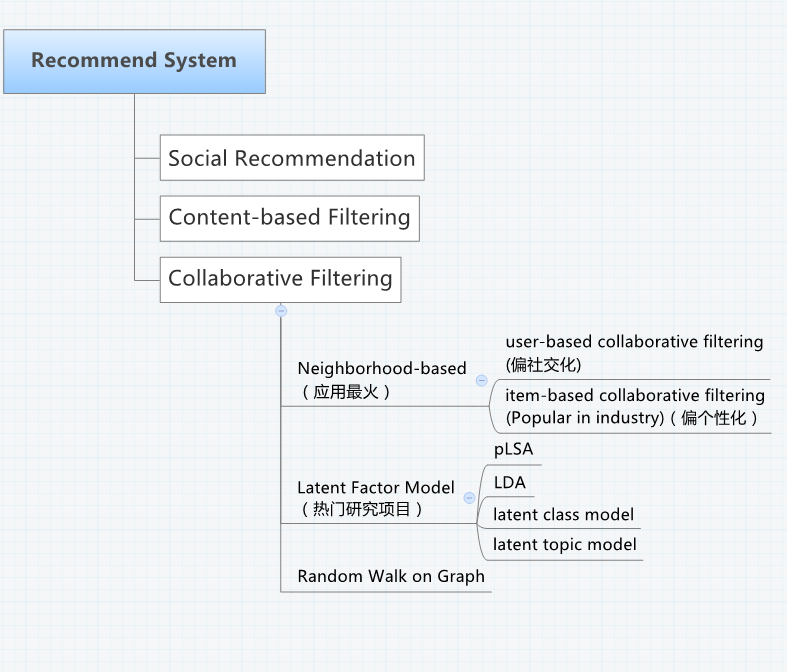 Recommend System
Social Recommendation
Content-based Filtering
Collaborative Filtering
Neighborhood-based
（应用最火）
user-based collaborative filtering
(偏社交化)
item-based collaborative filtering
(Popular in industry)（偏个性化）
Latent Factor Model
（热门研究项目）
pLSA
LDA
latent class model
latent topic model
Random Walk on Graph